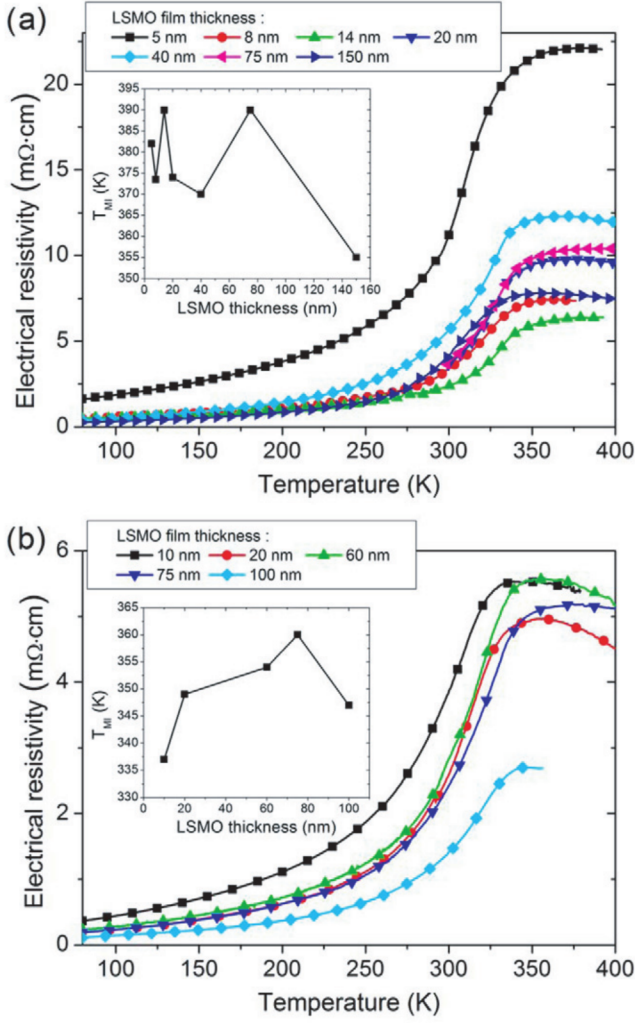 (a)
LSMO film thickness :
5 nm 8 nm 14 nm 20 nm
40 nm 75 nm 150 nm
Electrical resistivity (mΩ·cm)
20
15
10
5
0
T_MI (K)
395
390
385
380
375
370
365
360
355
350
0 20 40 60 80 100 120 140 160
LSMO thickness (nm)
100 150 200 250 300 350 400
Temperature (K)
(b)
LSMO film thickness :
10 nm 20 nm 60 nm
75 nm 100 nm
Electrical resistivity (mΩ·cm)
6
4
2
0
T_MI (K)
365
360
355
350
345
340
335
330
0 20 40 60 80 100
LSMO thickness (nm)
100 150 200 250 300 350 400
Temperature (K)